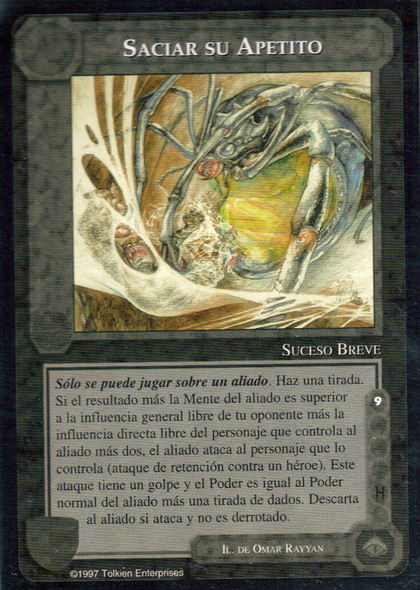 Saciar su Apetito
Suceso Breve
Sólo se puede jugar sobre un aliado. Haz una tirada.
Si el resultado más la Mente del aliado es superior
a la influencia general libre de tu oponente más la
influencia directa libre del personaje que controla al
aliado más dos, el aliado ataca al personaje que lo
controla (ataque de retención contra un héroe). Este
ataque tiene un golpe y el Poder es igual al Poder
normal del aliado más una tirada de dados. Descarta
al aliado si ataca y no es derrotado.
9
H
Il. de Omar Rayyan
©1997 Tolkien Enterprises